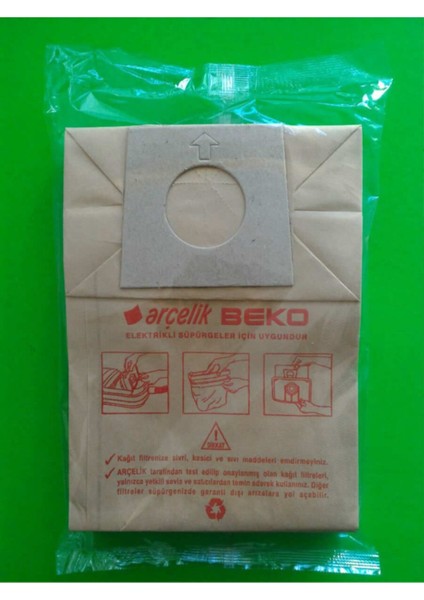 arçelik BEKO
ELEKTRİKLİ SÜPÜRGELER İÇİN UYGUNDUR
DİKKAT
✓ Kağıt filtrenize zisti, kesici ve sıvı maddeleri emdirmeyiniz.
✓ ARÇELİK tarafından test edilip onaylanmış olan kağıt filtreleri,
yalnızca yetkili servis ve satıcılardan temin ederek kullanınız. Diğer
filtreler süpürgenizde garanti dışı arızalara yol açabilir.